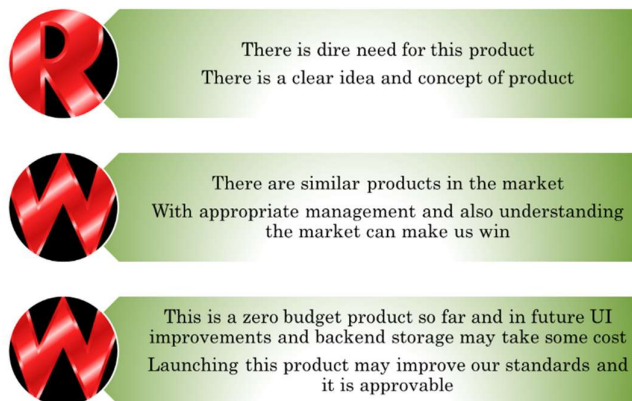 R
There is dire need for this product
There is a clear idea and concept of product
W
There are similar products in the market
With appropriate management and also understanding
the market can make us win
W
This is a zero budget product so far and in future UI
improvements and backend storage may take some cost
Launching this product may improve our standards and
it is approvable